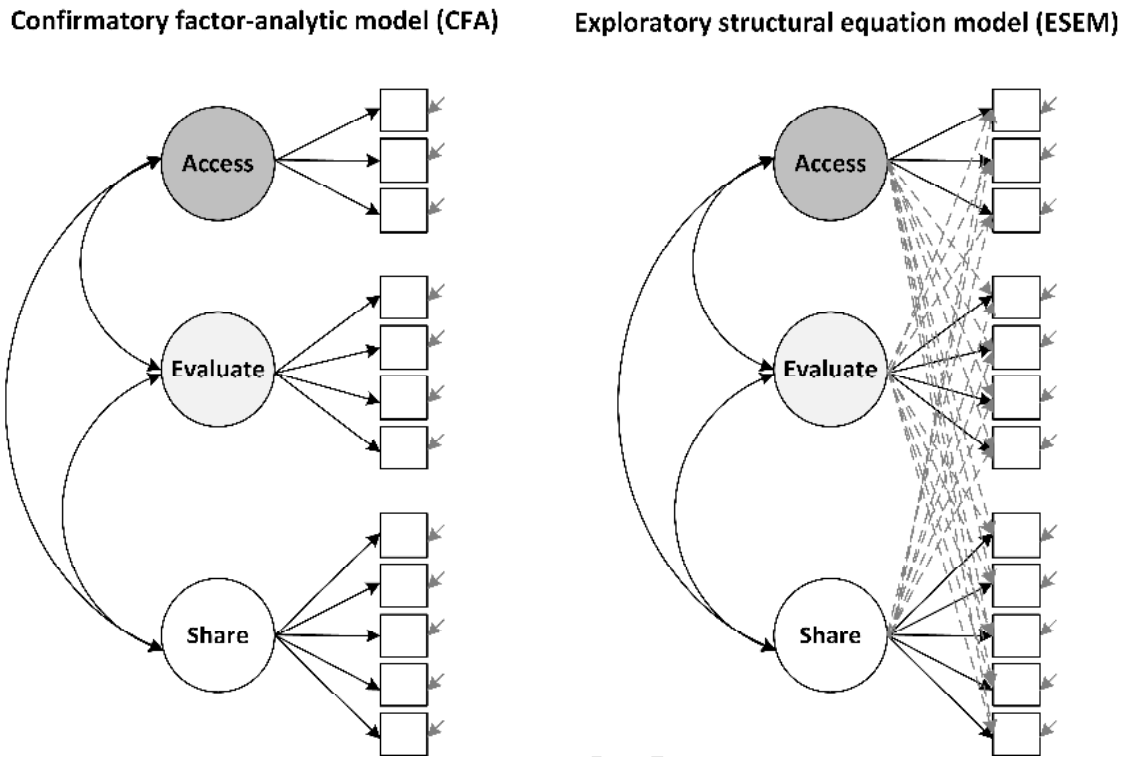 Confirmatory factor-analytic model (CFA)
Exploratory structural equation model (ESEM)
Access
Evaluate
Share
Access
Evaluate
Share